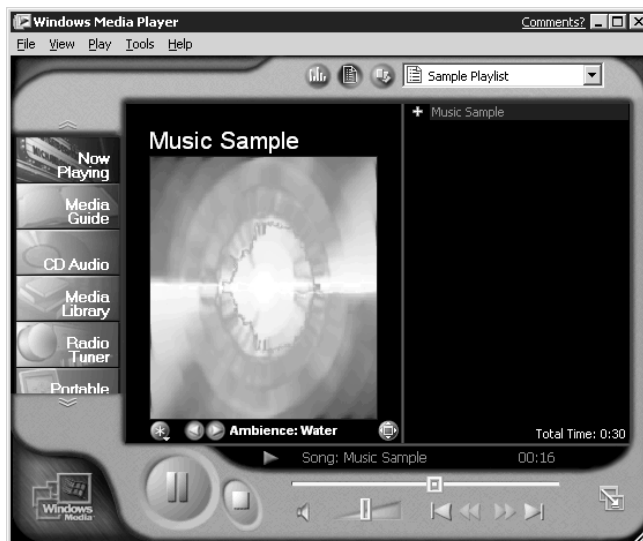 Windows Media Player
Comments?
File View Play Tools Help
Sample Playlist
Music Sample
Music Sample
Now
Playing
Media
Guide
CD Audio
Media
Library
Radio
Tuner
Portable
Ambience: Water
Total Time: 0:30
Song: Music Sample 00:16
Windows
Media